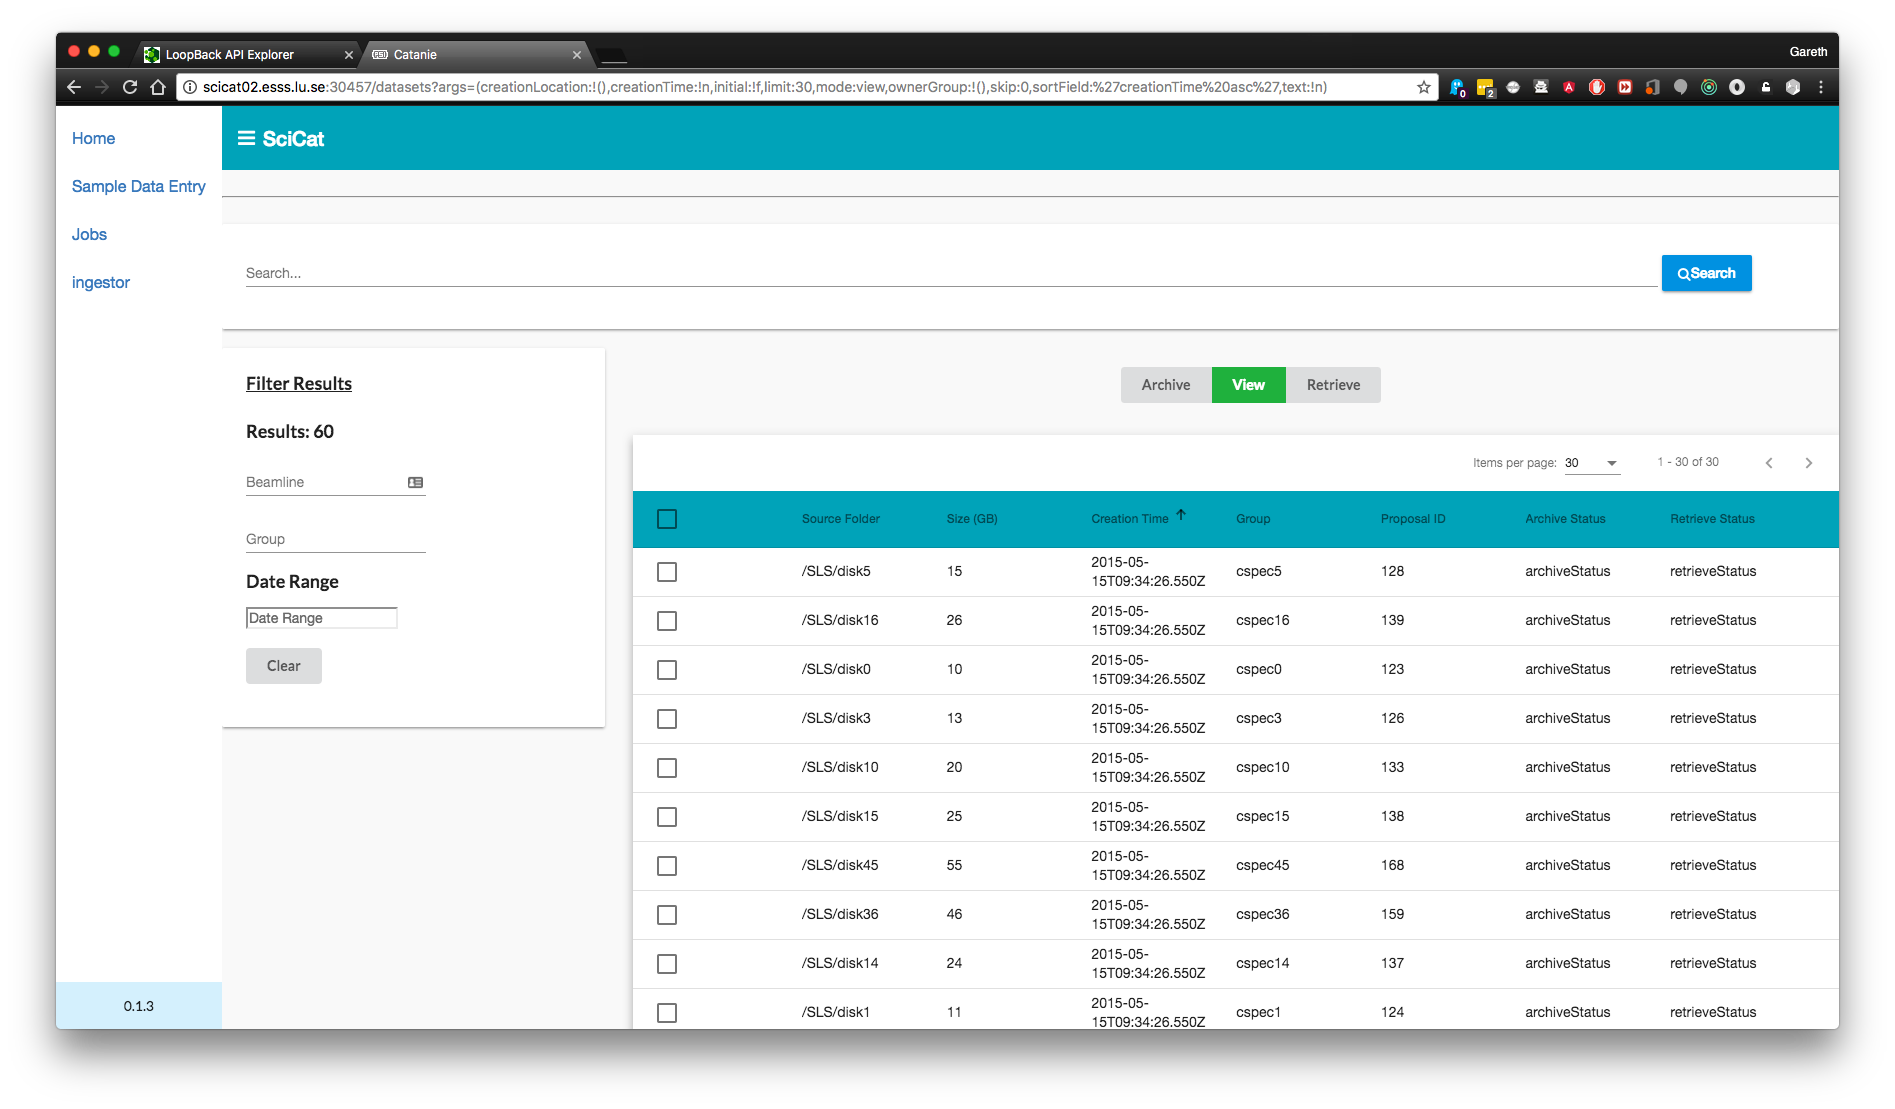 LoopBack API Explorer
Catanie
Gareth
scicat02.esss.lu.se:30457/datasets?args=(creationLocation:!(),creationTime:!n,initial:!f,limit:30,mode:view,ownerGroup:!(),skip:0,sortField:%27creationTime%20asc%27,text:!n)
0
2
Home
Sample Data Entry
Jobs
ingestor
0.1.3
SciCat
Search...
Search
Filter Results
Results: 60
Beamline
Group
Date Range
Date Range
Clear
Archive View Retrieve
Items per page: 30 1 - 30 of 30
Source Folder Size (GB) Creation Time Group Proposal ID Archive Status Retrieve Status
/SLS/disk5 15 2015-05-
15T09:34:26.550Z cspec5 128 archiveStatus retrieveStatus
/SLS/disk16 26 2015-05-
15T09:34:26.550Z cspec16 139 archiveStatus retrieveStatus
/SLS/disk0 10 2015-05-
15T09:34:26.550Z cspec0 123 archiveStatus retrieveStatus
/SLS/disk3 13 2015-05-
15T09:34:26.550Z cspec3 126 archiveStatus retrieveStatus
/SLS/disk10 20 2015-05-
15T09:34:26.550Z cspec10 133 archiveStatus retrieveStatus
/SLS/disk15 25 2015-05-
15T09:34:26.550Z cspec15 138 archiveStatus retrieveStatus
/SLS/disk45 55 2015-05-
15T09:34:26.550Z cspec45 168 archiveStatus retrieveStatus
/SLS/disk36 46 2015-05-
15T09:34:26.550Z cspec36 159 archiveStatus retrieveStatus
/SLS/disk14 24 2015-05-
15T09:34:26.550Z cspec14 137 archiveStatus retrieveStatus
/SLS/disk1 11 2015-05-
15T09:34:26.550Z cspec1 124 archiveStatus retrieveStatus